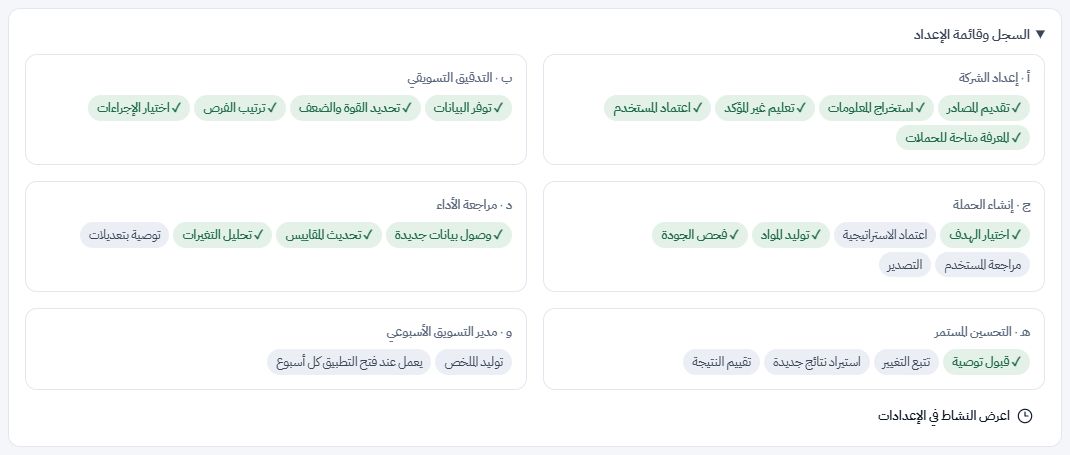 ▼ السجل وقائمة الإعداد
أ · إعداد الشركة
✓ تقديم المصادر ✓ استخراج المعلومات ✓ تعليم غير المؤكد ✓ اعتماد المستخدم
✓ المعرفة متاحة للحملات
ب · التدقيق التسويقي
✓ توفر البيانات ✓ تحديد القوة والضعف ✓ ترتيب الفرص ✓ اختيار الإجراءات
ج · إنشاء الحملة
✓ اختيار الهدف اعتماد الاستراتيجية ✓ توليد المواد ✓ فحص الجودة
مراجعة المستخدم التصدير
د · مراجعة الأداء
✓ وصول بيانات جديدة ✓ تحديث المقاييس ✓ تحليل التغيرات توصية بتعديلات
هـ · التحسين المستمر
✓ قبول توصية تتبع التغيير استيراد نتائج جديدة تقييم النتيجة
و · مدير التسويق الأسبوعي
توليد الملخص يعمل عند فتح التطبيق كل أسبوع
اعرض النشاط في الإعدادات